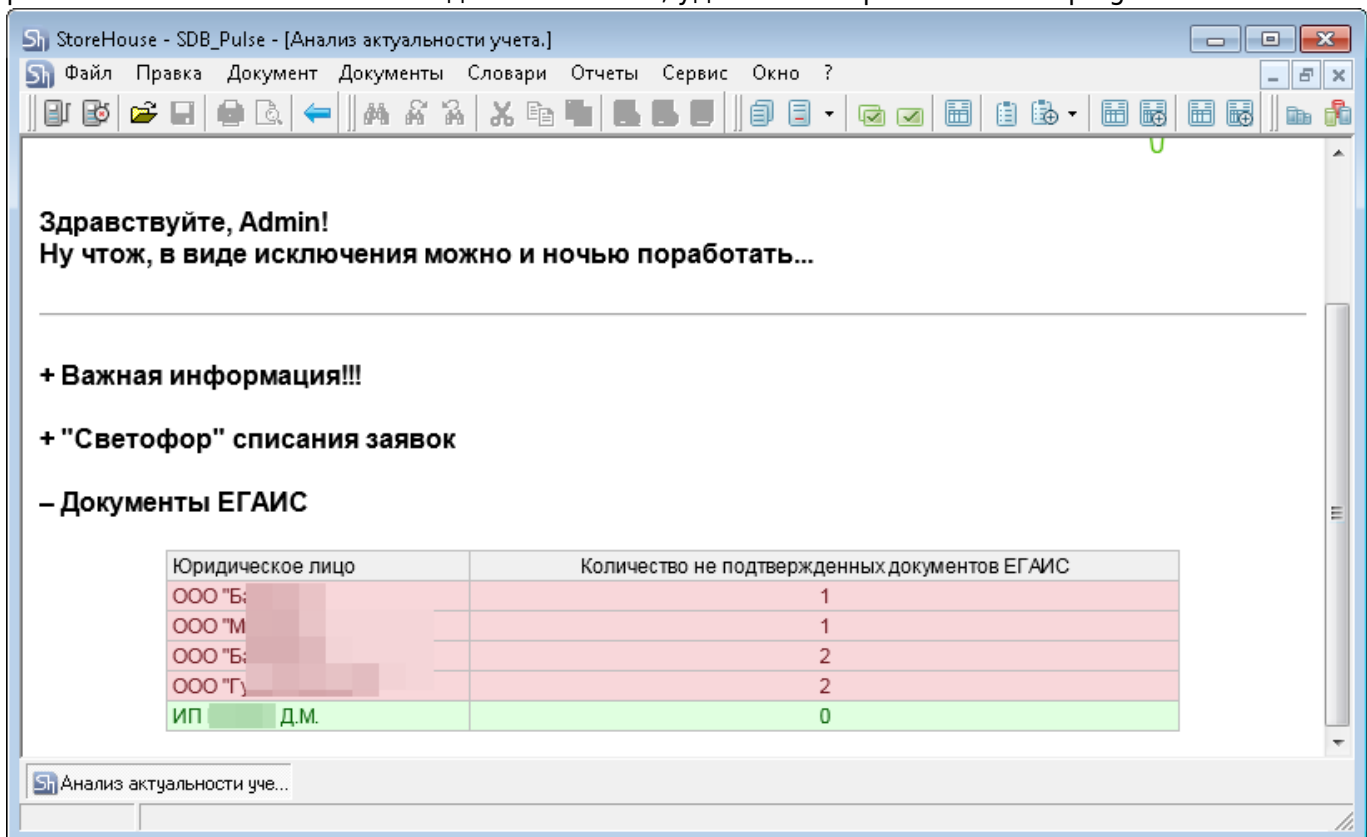 StoreHouse - SDB_Pulse - [Анализ актуальности учета.]
Файл Правка Документ Документы Словари Отчеты Сервис Окно ?
Здравствуйте, Admin!
Ну чтож, в виде исключения можно и ночью поработать...
+ Важная информация!!!
+ "Светофор" списания заявок
– Документы ЕГАИС
Юридическое лицо Количество не подтвержденных документов ЕГАИС
ООО 1
ООО "М 1
ООО 2
ООО 2
ИП Д.М. 0
Анализ актуальности уче...